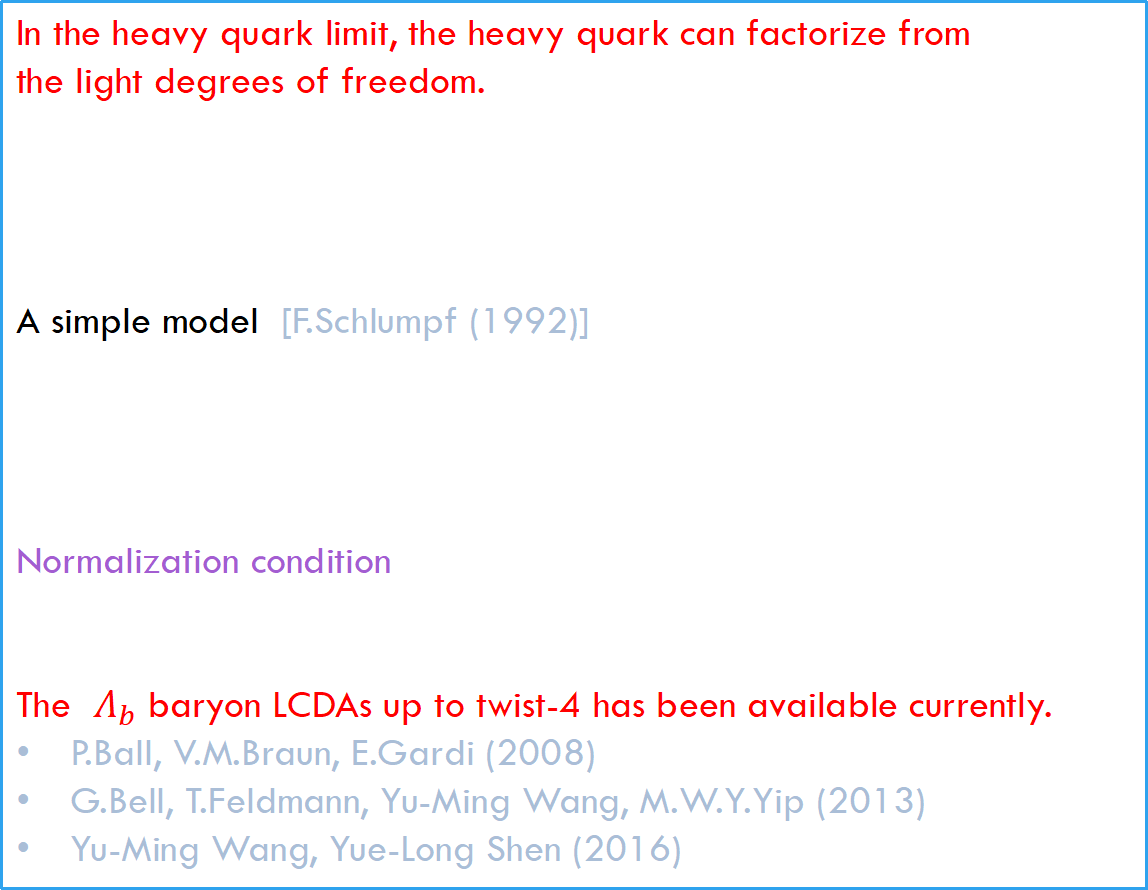 In the heavy quark limit, the heavy quark can factorize from
the light degrees of freedom.
A simple model [F.Schlumpf (1992)]
Normalization condition
The Λ_b baryon LCDAs up to twist-4 has been available currently.
• P.Ball, V.M.Braun, E.Gardi (2008)
• G.Bell, T.Feldmann, Yu-Ming Wang, M.W.Y.Yip (2013)
• Yu-Ming Wang, Yue-Long Shen (2016)